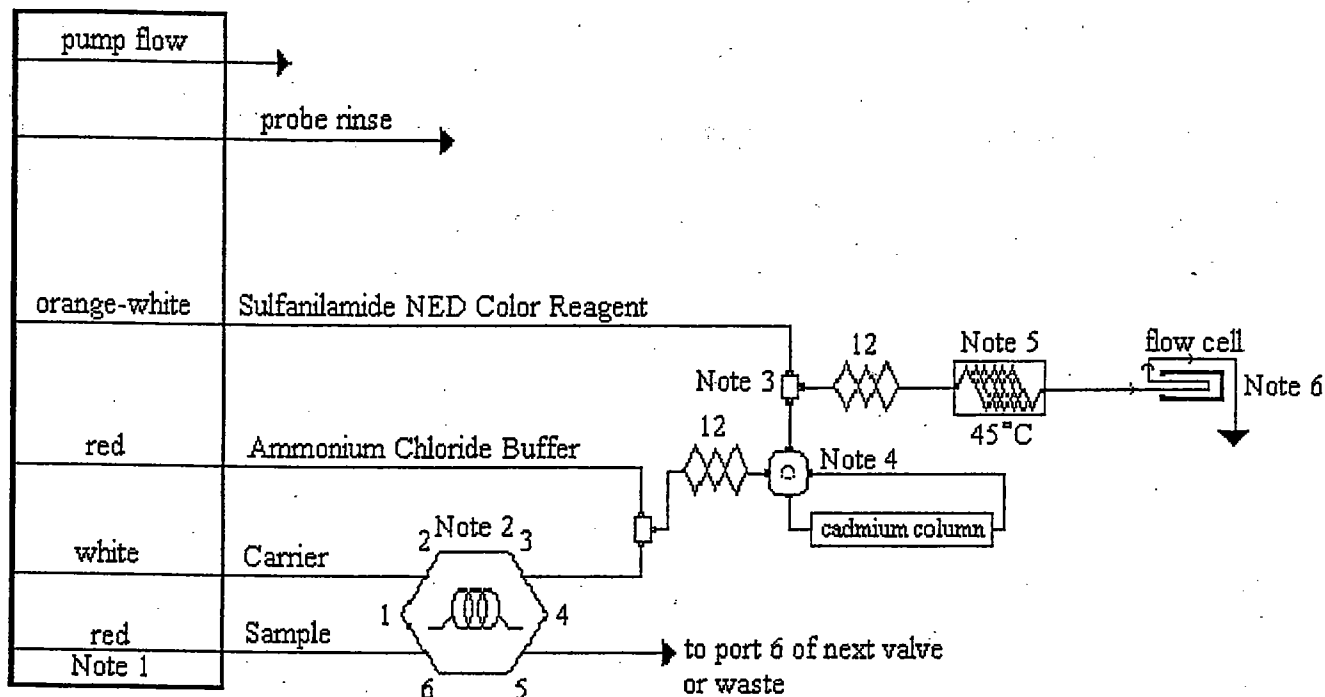 pump flow
probe rinse
orange-white Sulfanilamide NED Color Reagent
12 Note 5 flow cell
Note 3 Note 6
45°C
red Ammonium Chloride Buffer
12 Note 4
cadmium column
2 Note 2 3
white Carrier
1 4
red Sample
to port 6 of next valve
Note 1
or waste
6 5